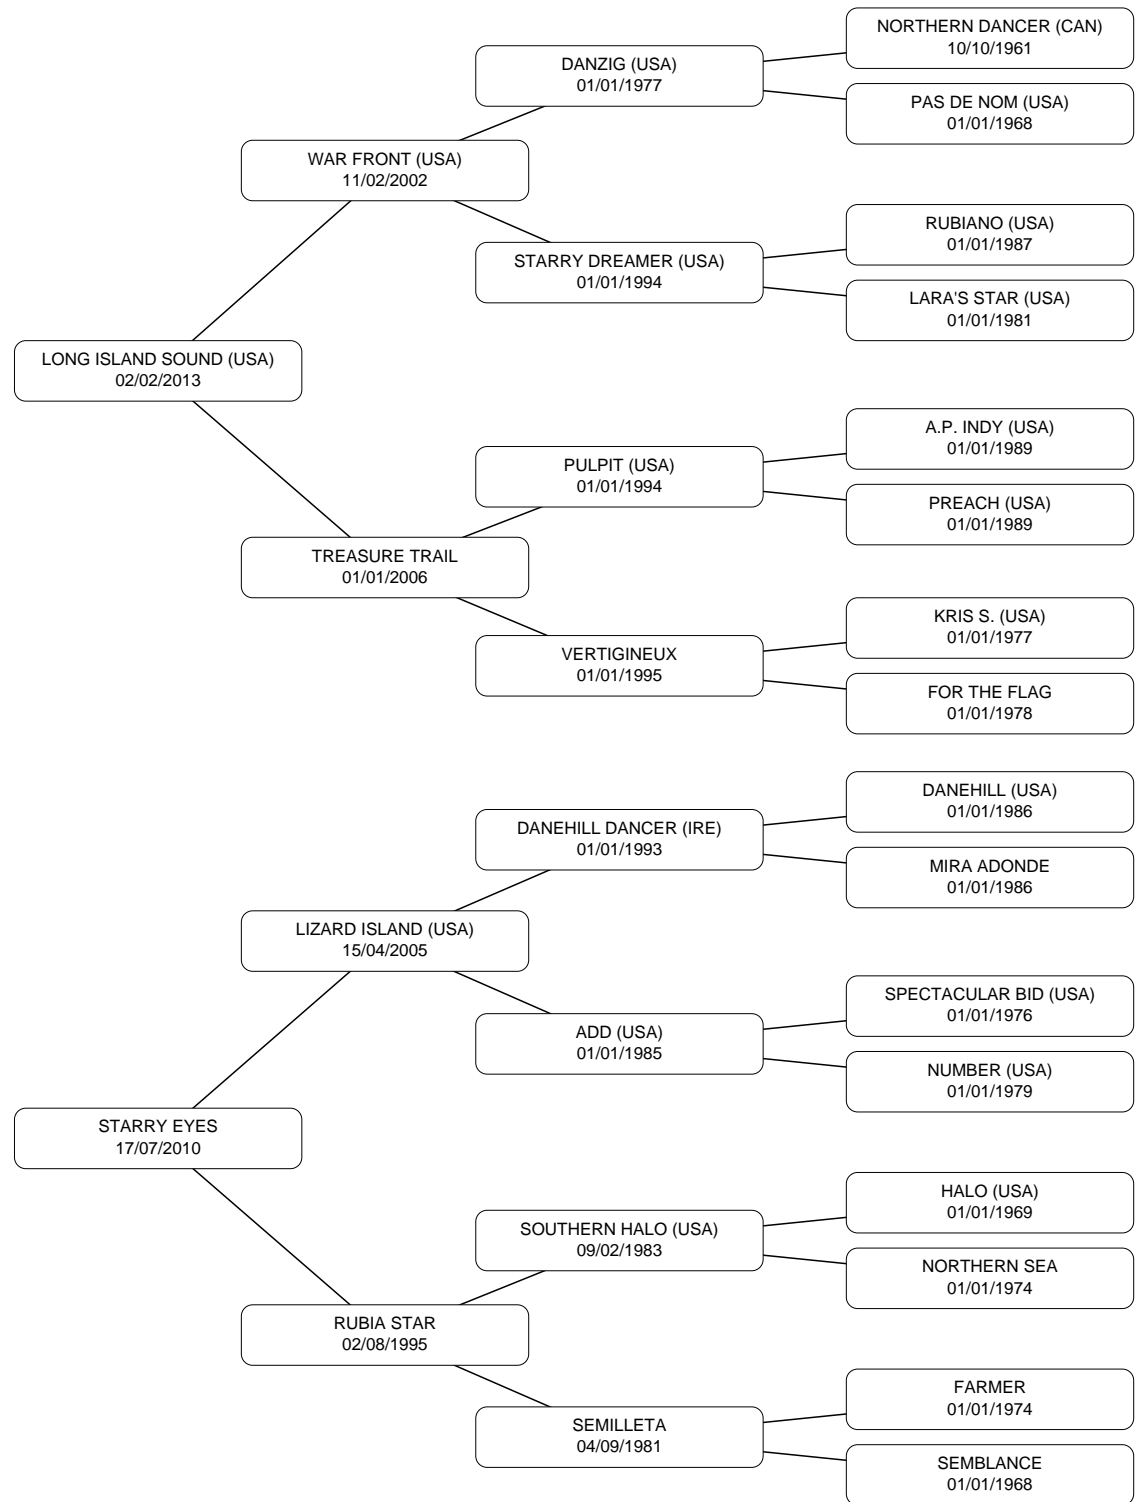 NORTHERN DANCER (CAN)
10/10/1961
DANZIG (USA)
01/01/1977
PAS DE NOM (USA)
01/01/1968
WAR FRONT (USA)
11/02/2002
RUBIANO (USA)
01/01/1987
STARRY DREAMER (USA)
01/01/1994
LARA'S STAR (USA)
01/01/1981
LONG ISLAND SOUND (USA)
02/02/2013
A.P. INDY (USA)
01/01/1989
PULPIT (USA)
01/01/1994
PREACH (USA)
01/01/1989
TREASURE TRAIL
01/01/2006
KRIS S. (USA)
01/01/1977
VERTIGINEUX
01/01/1995
FOR THE FLAG
01/01/1978
DANEHILL (USA)
01/01/1986
DANEHILL DANCER (IRE)
01/01/1993
MIRA ADONDE
01/01/1986
LIZARD ISLAND (USA)
15/04/2005
SPECTACULAR BID (USA)
01/01/1976
ADD (USA)
01/01/1985
NUMBER (USA)
01/01/1979
STARRY EYES
17/07/2010
HALO (USA)
01/01/1969
SOUTHERN HALO (USA)
09/02/1983
NORTHERN SEA
01/01/1974
RUBIA STAR
02/08/1995
FARMER
01/01/1974
SEMILLETA
04/09/1981
SEMBLANCE
01/01/1968